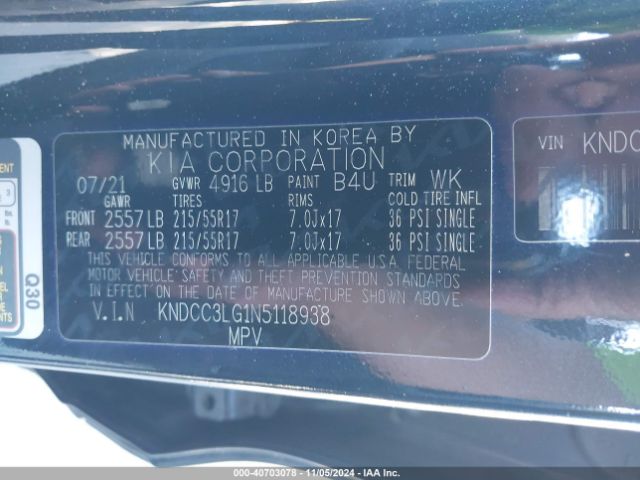 MANUFACTURED IN KOREA BY
KIA CORPORATION
07/21 GVWR 4916 LB PAINT B4U TRIM WK
GAWR TIRES RIMS COLD TIRE INFL
FRONT 2557 LB 215/55R17 7.0Jx17 36 PSI SINGLE
REAR 2557 LB 215/55R17 7.0Jx17 36 PSI SINGLE
THIS VEHICLE CONFORMS TO ALL APPLICABLE U.S.A. FEDERAL
MOTOR VEHICLE SAFETY AND THEFT PREVENTION STANDARDS
IN EFFECT ON THE DATE OF MANUFACTURE SHOWN ABOVE.
V.I.N KNDCC3LG1N5118938
MPV
VIN KNDC
Q30
000-40703078 - 11/05/2024 - IAA Inc.